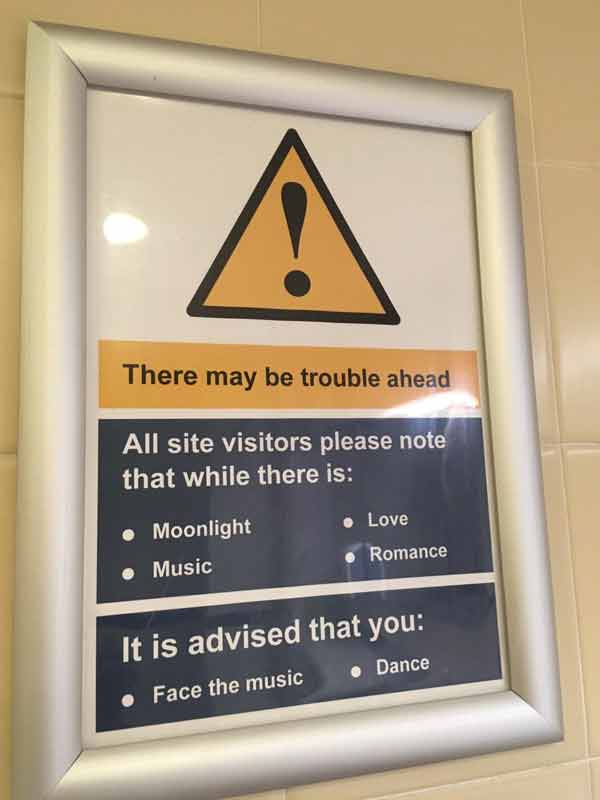 There may be trouble ahead
All site visitors please note
that while there is:
• Moonlight • Love
• Music • Romance
It is advised that you:
• Face the music • Dance